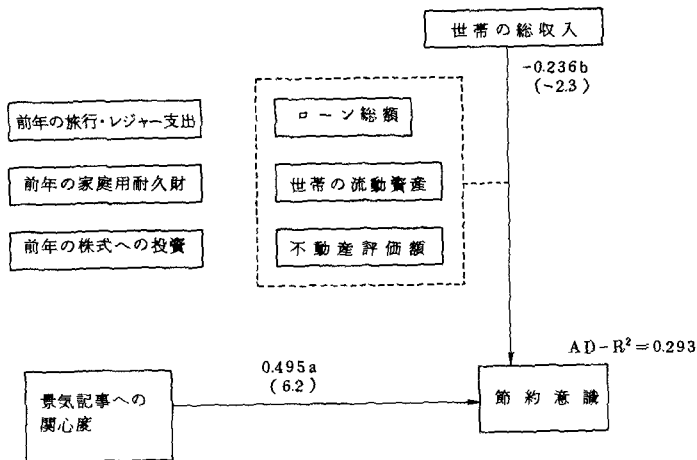 世帯の総収入
-0.236b
(-2.3)
前年の旅行・レジャー支出
ローン総額
前年の家庭用耐久財
世帯の流動資産
前年の株式への投資
不動産評価額
AD-R²=0.293
0.495a
(6.2)
景気記事への
関心度
節約意識